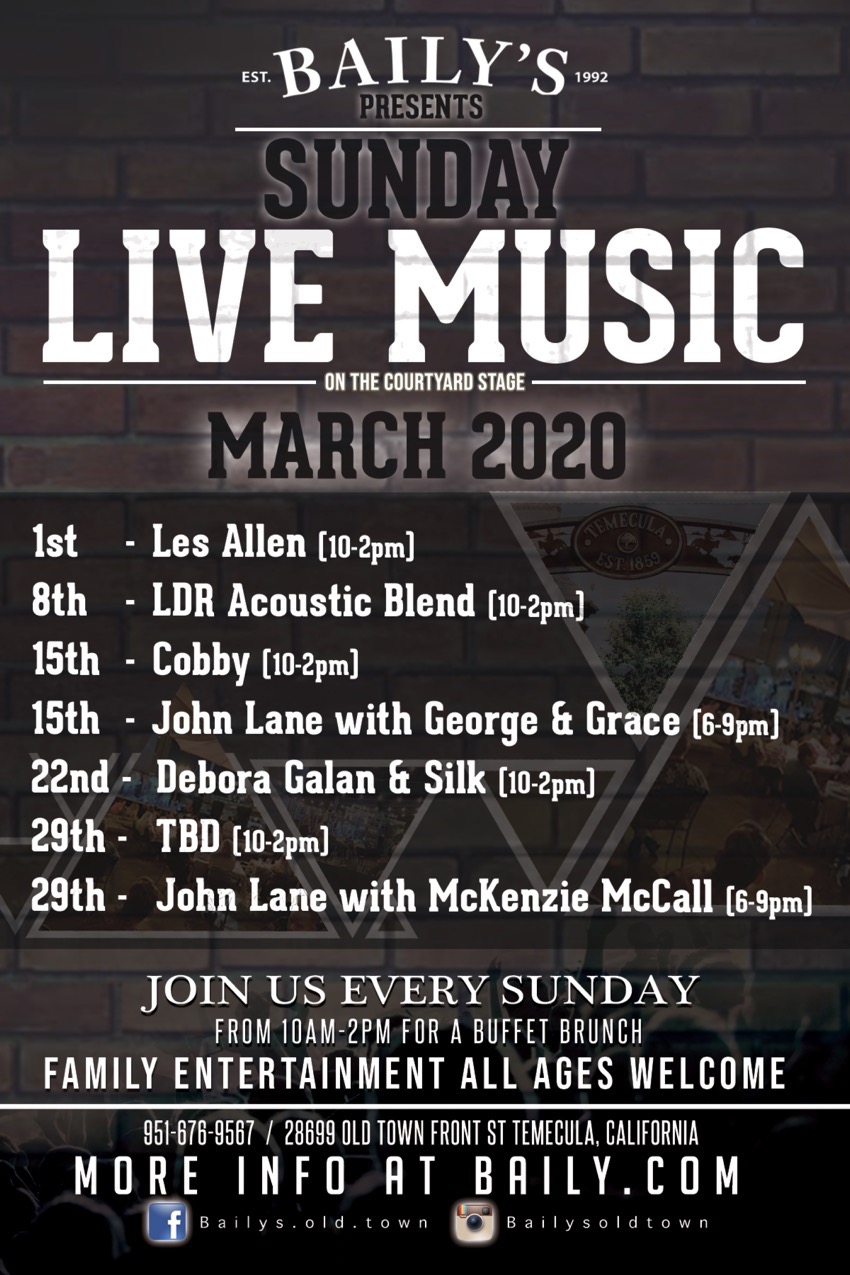 EST. BAILY'S 1992
PRESENTS
SUNDAY
LIVE MUSIC
ON THE COURTYARD STAGE
MARCH 2020
TEMECULA
EST. 1859
1st - Les Allen (10-2pm)
8th - LDR Acoustic Blend (10-2pm)
15th - Cobby (10-2pm)
15th - John Lane with George & Grace (6-9pm)
22nd - Debora Galan & Silk (10-2pm)
29th - TBD (10-2pm)
29th - John Lane with McKenzie McCall (6-9pm)
JOIN US EVERY SUNDAY
FROM 10AM-2PM FOR A BUFFET BRUNCH
FAMILY ENTERTAINMENT ALL AGES WELCOME
951-676-9567 / 28699 OLD TOWN FRONT ST TEMECULA, CALIFORNIA
MORE INFO AT BAILY.COM
f Bailys.old.town Bailysoldtown